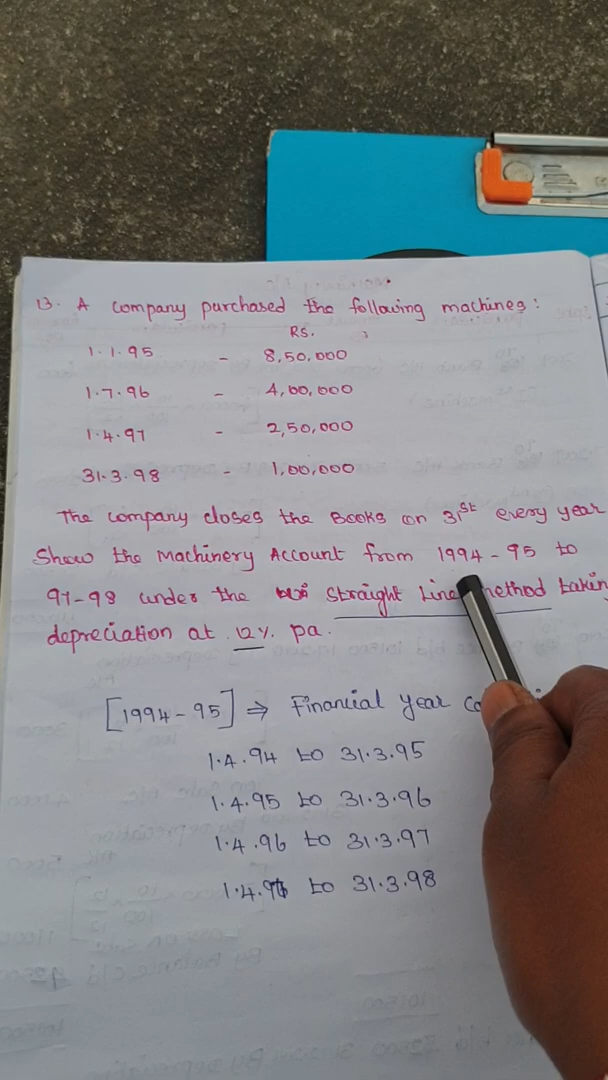 13. A company purchased the following machines:
RS.
1.1.95 - 8,50,000
1.7.96 - 4,00,000
1.4.97 - 2,50,000
31.3.98 - 1,00,000
The company closes the Books on 31st every year
Show the Machinery Account from 1994-95 to
97-98 under the straight Line method taking
depreciation at 12% pa.
[1994-95] ⇒ Financial year
1.4.94 to 31.3.95
1.4.95 to 31.3.96
1.4.96 to 31.3.97
1.4.97 to 31.3.98